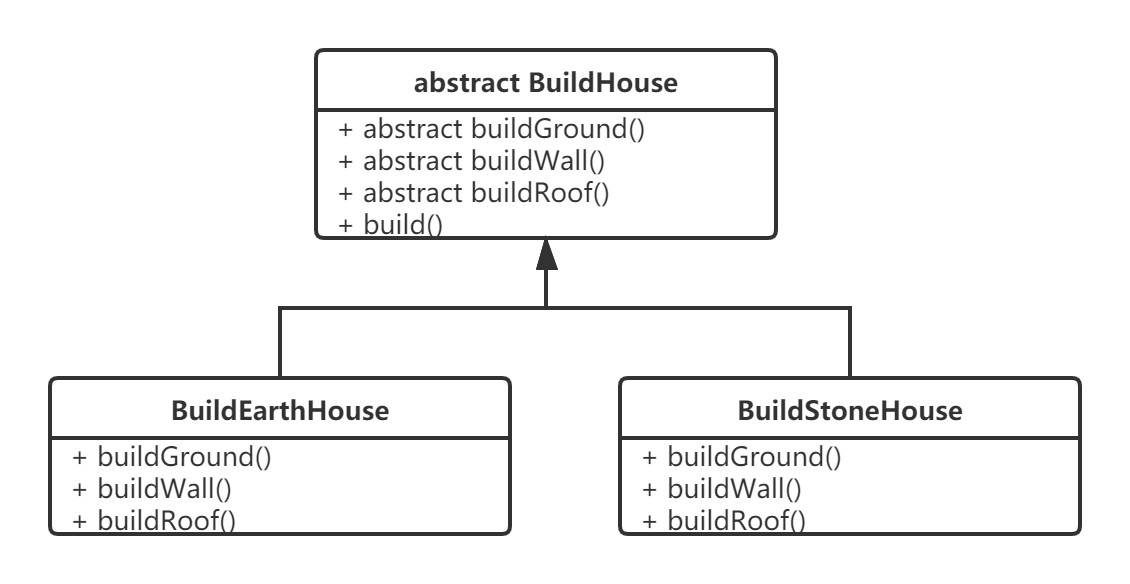 abstract BuildHouse
+ abstract buildGround()
+ abstract buildWall()
+ abstract buildRoof()
+ build()
BuildEarthHouse
+ buildGround()
+ buildWall()
+ buildRoof()
BuildStoneHouse
+ buildGround()
+ buildWall()
+ buildRoof()